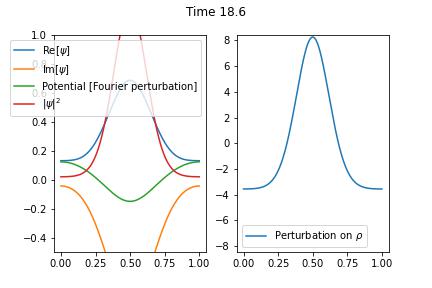 Time 18.6
1.0
0.8
0.6
0.4
0.2
0.0
−0.2
−0.4
0.00 0.25 0.50 0.75 1.00
Re[ψ]
Im[ψ]
Potential [Fourier perturbation]
|ψ|²
8
6
4
2
0
−2
−4
−6
−8
0.00 0.25 0.50 0.75 1.00
Perturbation on ρ